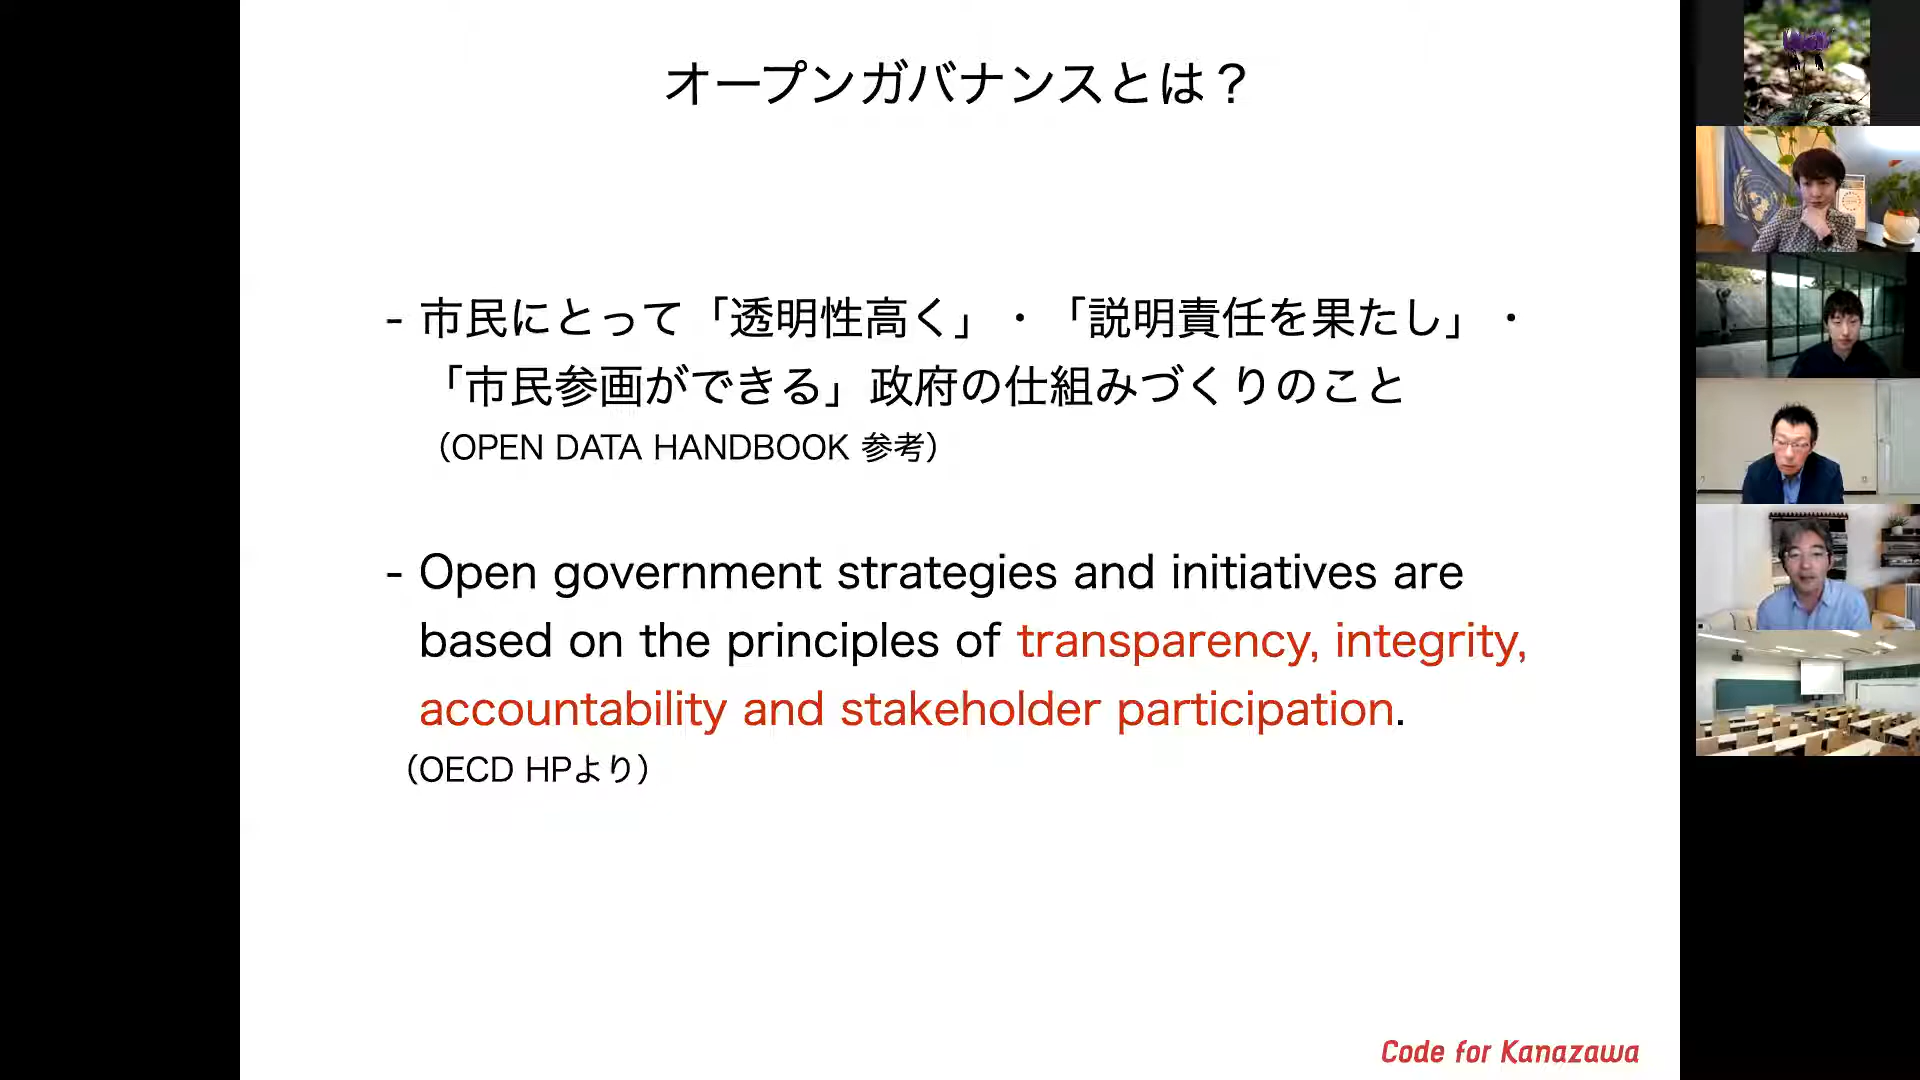 オープンガバナンスとは？
- 市民にとって「透明性高く」・「説明責任を果たし」・
「市民参画ができる」政府の仕組みづくりのこと
（OPEN DATA HANDBOOK 参考）
- Open government strategies and initiatives are
based on the principles of transparency, integrity,
accountability and stakeholder participation.
（OECD HPより）
Code for Kanazawa